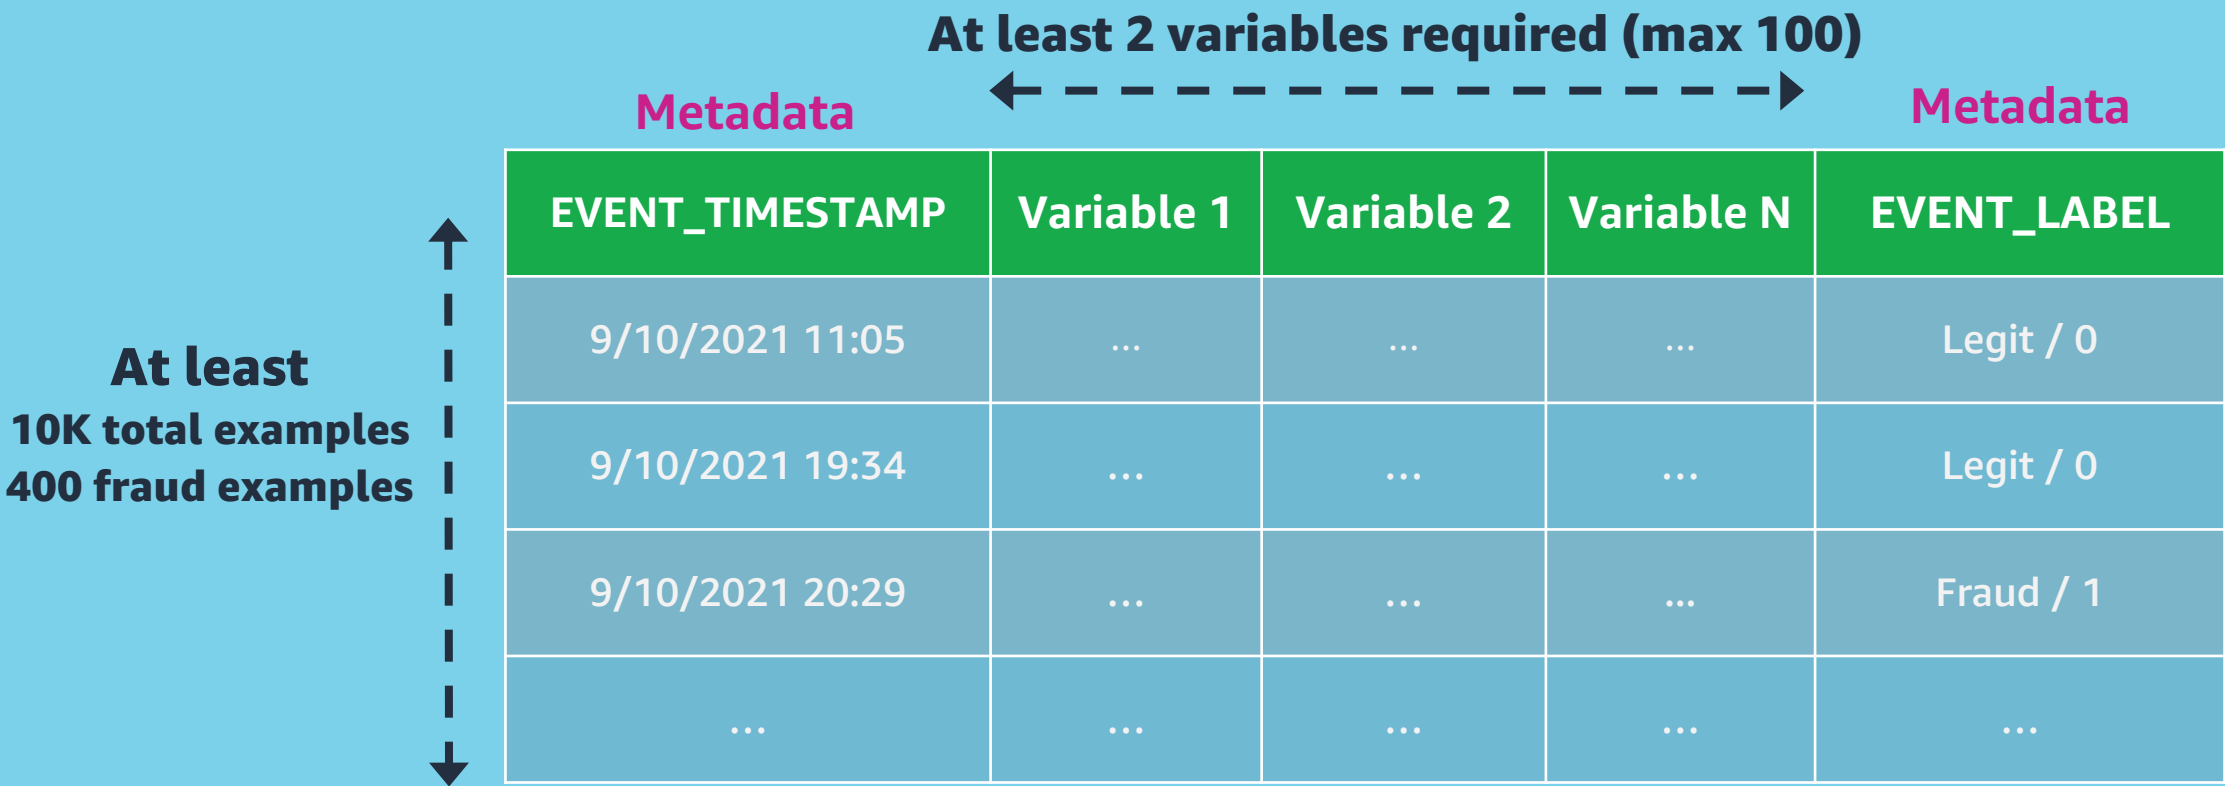 At least 2 variables required (max 100)
Metadata
Metadata
EVENT_TIMESTAMP Variable 1 Variable 2 Variable N EVENT_LABEL
9/10/2021 11:05 ... ... ... Legit / 0
At least
10K total examples
400 fraud examples
9/10/2021 19:34 ... ... ... Legit / 0
9/10/2021 20:29 ... ... ... Fraud / 1
... ... ... ... ...